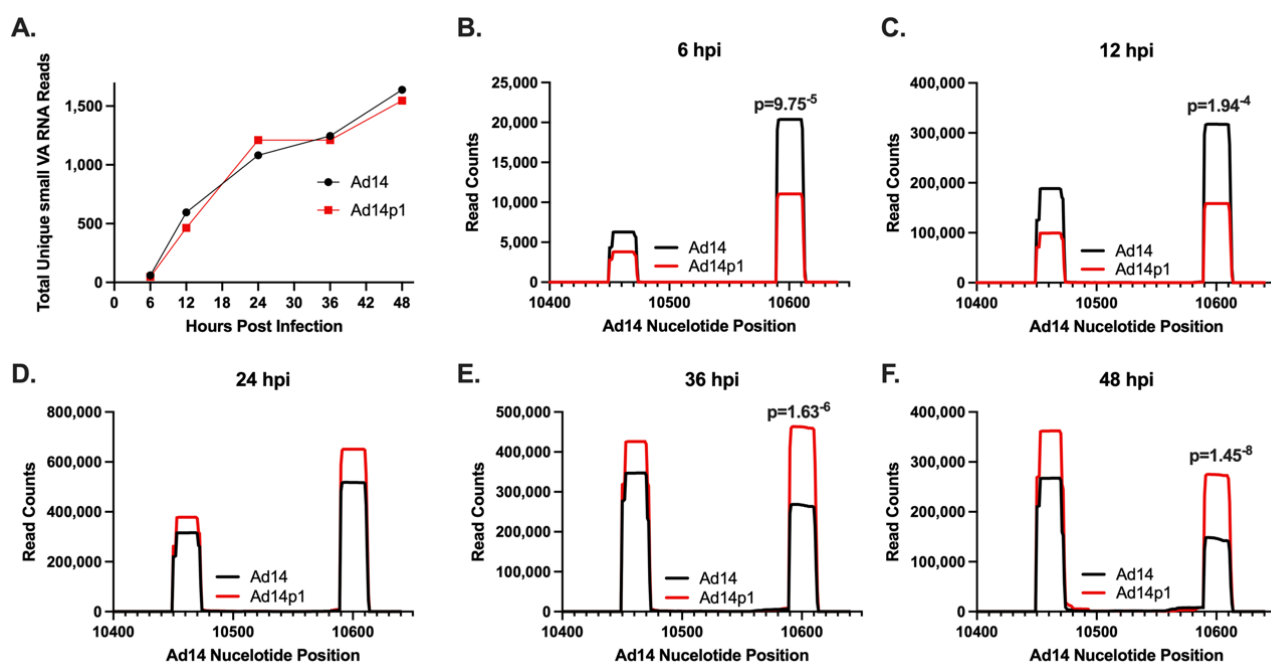 A.
Total Unique small VA RNA Reads
1,500
1,000
500
0
0 6 12 18 24 30 36 42 48
Hours Post Infection
Ad14
Ad14p1
B.
6 hpi
25,000
20,000
15,000
10,000
5,000
0
Read Counts
p=9.75-5
Ad14
Ad14p1
10400 10500 10600
Ad14 Nucelotide Position
C.
12 hpi
400,000
300,000
200,000
100,000
0
Read Counts
p=1.94-4
Ad14
Ad14p1
10400 10500 10600
Ad14 Nucelotide Position
D.
24 hpi
800,000
600,000
400,000
200,000
0
Read Counts
Ad14
Ad14p1
10400 10500 10600
Ad14 Nucelotide Position
E.
36 hpi
500,000
400,000
300,000
200,000
100,000
0
Read Counts
p=1.63-6
Ad14
Ad14p1
10400 10500 10600
Ad14 Nucelotide Position
F.
48 hpi
400,000
300,000
200,000
100,000
0
Read Counts
p=1.45-8
Ad14
Ad14p1
10400 10500 10600
Ad14 Nucelotide Position